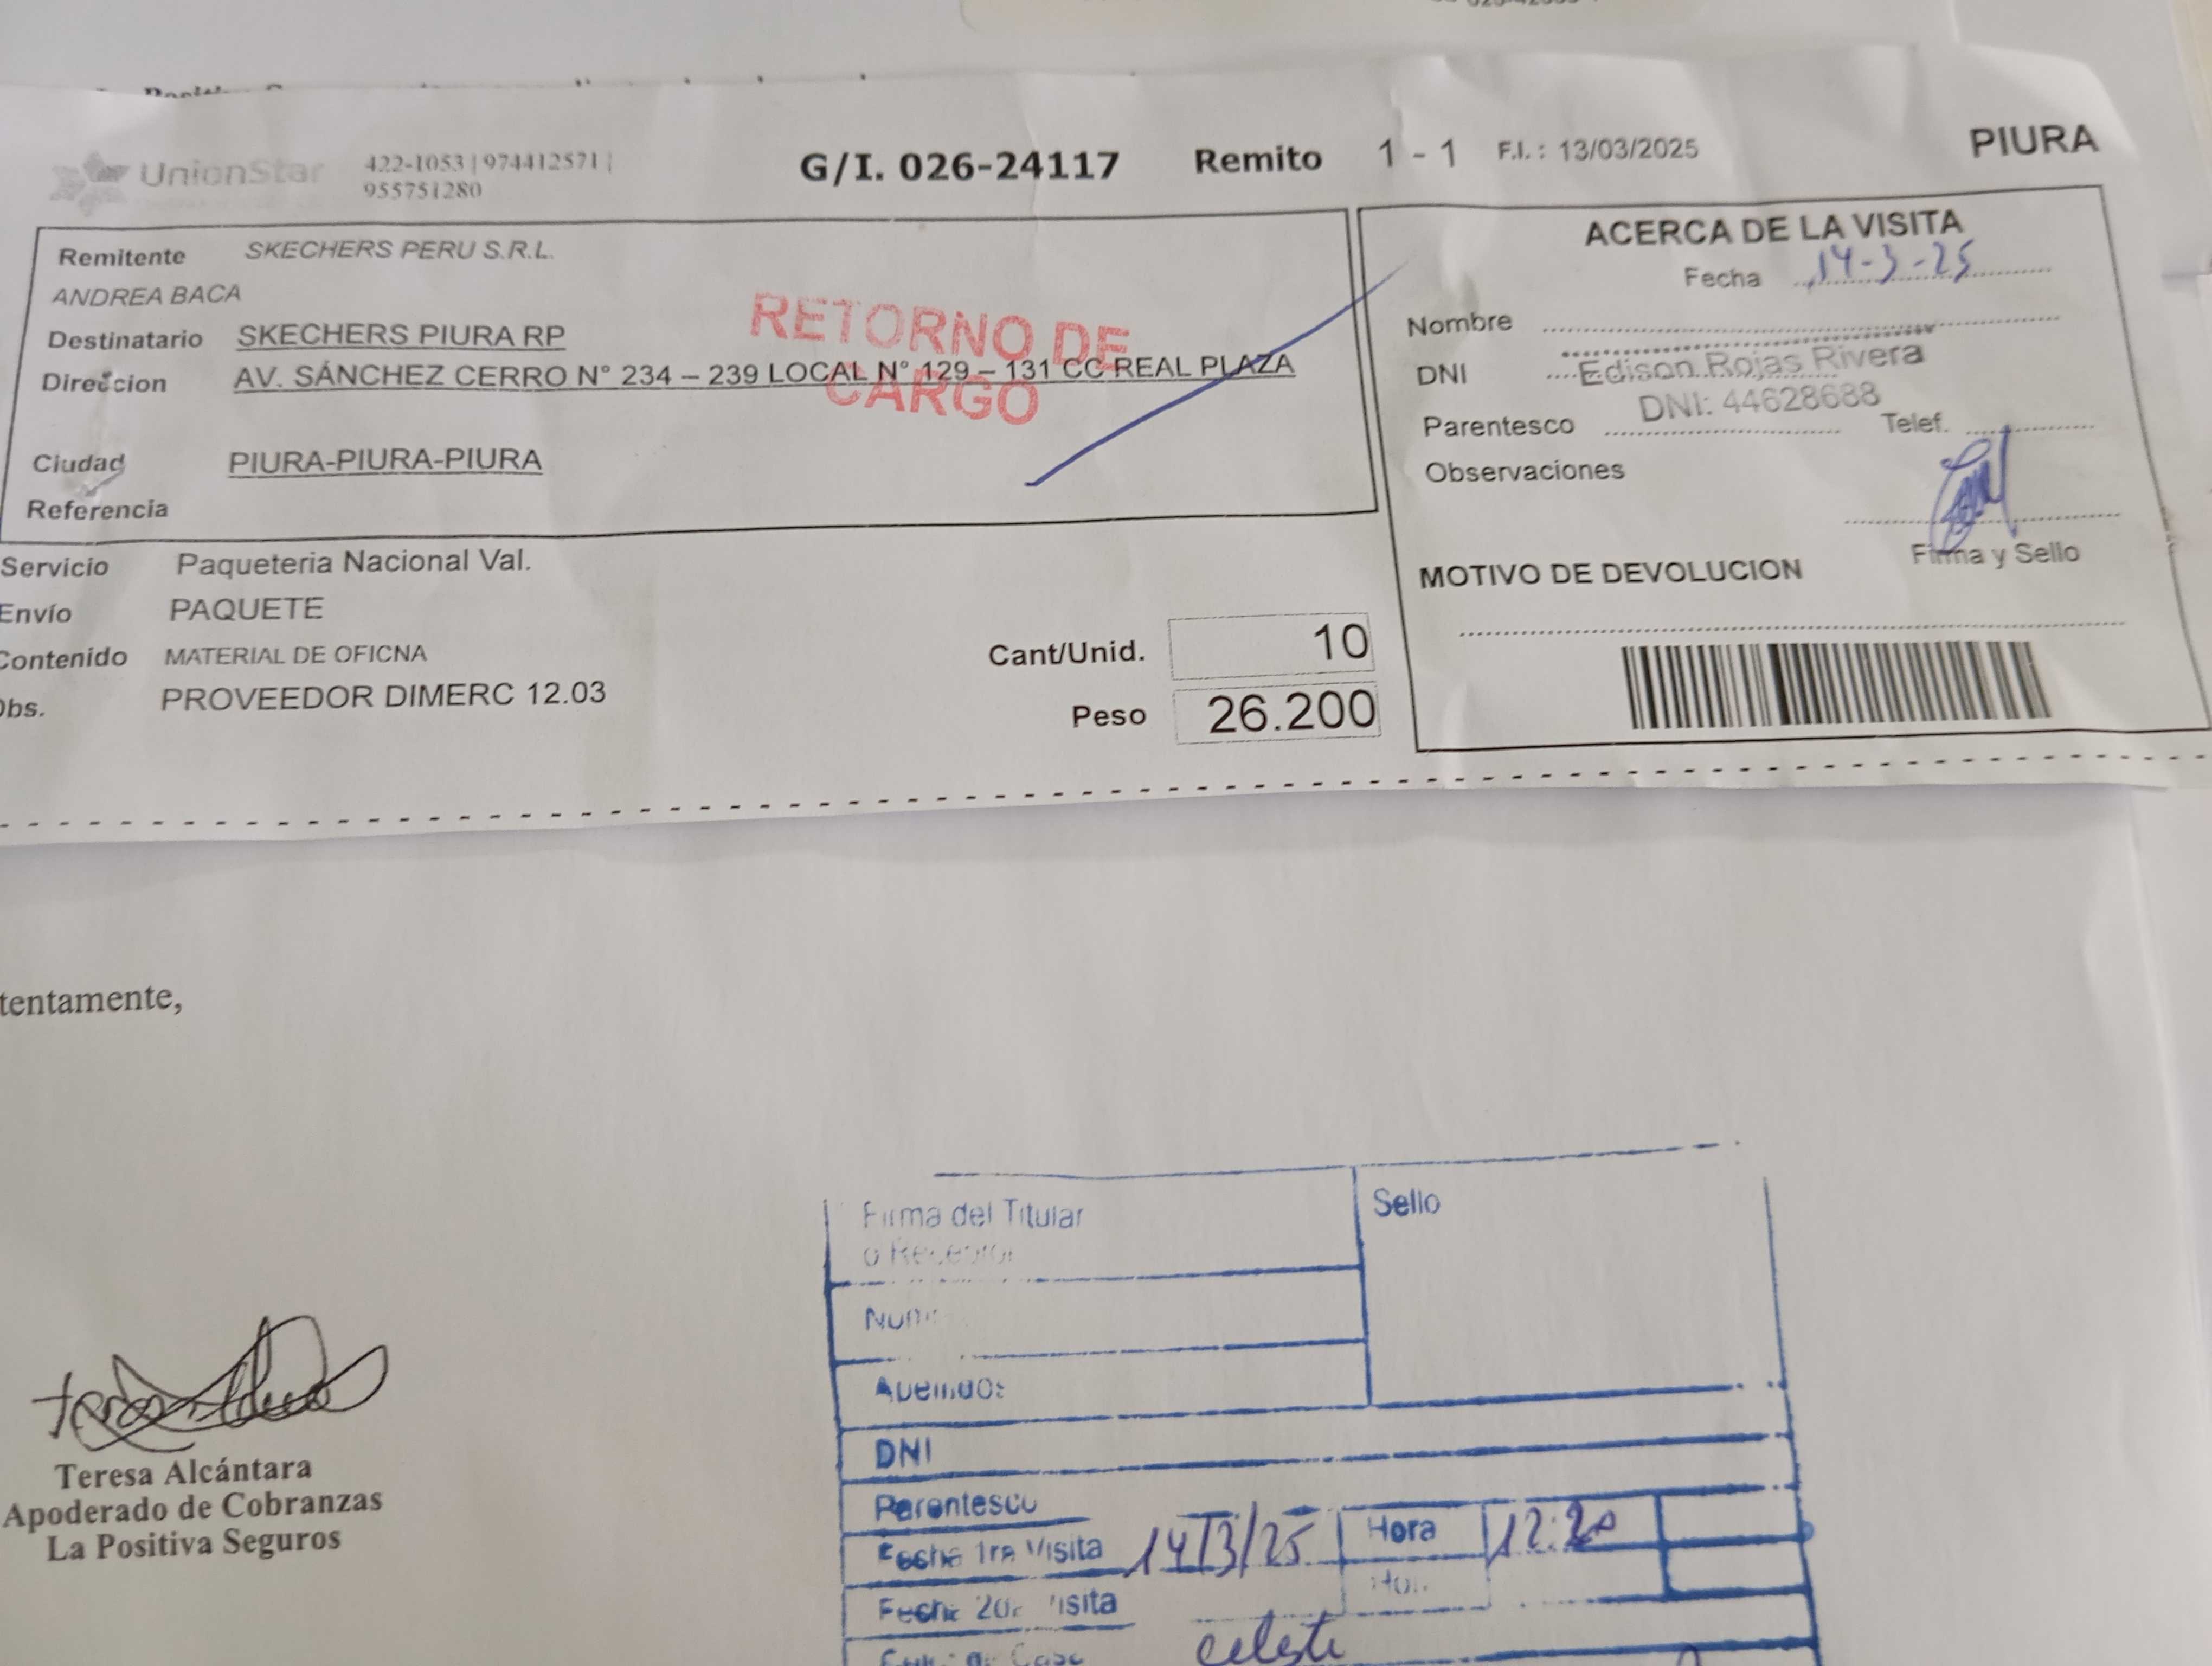 UnionStar
422-1053 | 974412571 |
955751280
G/I. 026-24117 Remito 1 - 1 F.I. : 13/03/2025 PIURA
Remitente SKECHERS PERU S.R.L.
ANDREA BACA
Destinatario SKECHERS PIURA RP
Direccion AV. SÁNCHEZ CERRO N° 234 – 239 LOCAL N° 129 – 131 CC REAL PLAZA
RETORNO DE
CARGO
Ciudad PIURA-PIURA-PIURA
Referencia
Servicio Paqueteria Nacional Val.
Envío PAQUETE
Contenido MATERIAL DE OFICNA
Obs. PROVEEDOR DIMERC 12.03
Cant/Unid. 10
Peso 26.200
ACERCA DE LA VISITA
Fecha 14-3-25
Nombre
DNI Edison Rojas Rivera
DNI: 44628688
Parentesco Telef.
Observaciones
Firma y Sello
MOTIVO DE DEVOLUCION
tentamente,
Teresa Alcántara
Apoderado de Cobranzas
La Positiva Seguros
Firma del Titular
o Receptor
Sello
DNI
Parentesco
Fecha 1ra Visita 14/3/25 Hora 12:20
celeste